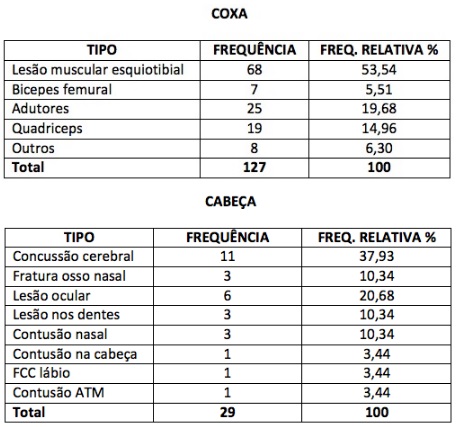 COXA
TIPO FREQUÊNCIA FREQ. RELATIVA %
Lesão muscular esquiotibial 68 53,54
Bicepes femural 7 5,51
Adutores 25 19,68
Quadriceps 19 14,96
Outros 8 6,30
Total 127 100
CABEÇA
TIPO FREQUÊNCIA FREQ. RELATIVA %
Concussão cerebral 11 37,93
Fratura osso nasal 3 10,34
Lesão ocular 6 20,68
Lesão nos dentes 3 10,34
Contusão nasal 3 10,34
Contusão na cabeça 1 3,44
FCC lábio 1 3,44
Contusão ATM 1 3,44
Total 29 100